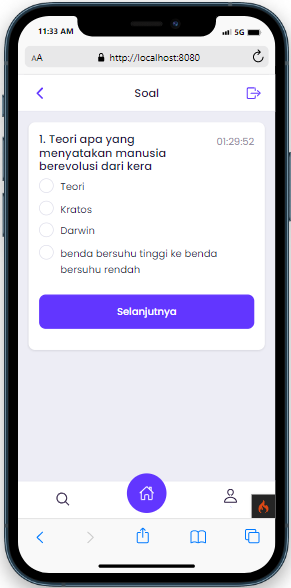 11:33 AM
5G
AA
http://localhost:8080
Soal
1. Teori apa yang
menyatakan manusia
berevolusi dari kera
01:29:52
Teori
Kratos
Darwin
benda bersuhu tinggi ke benda
bersuhu rendah
Selanjutnya